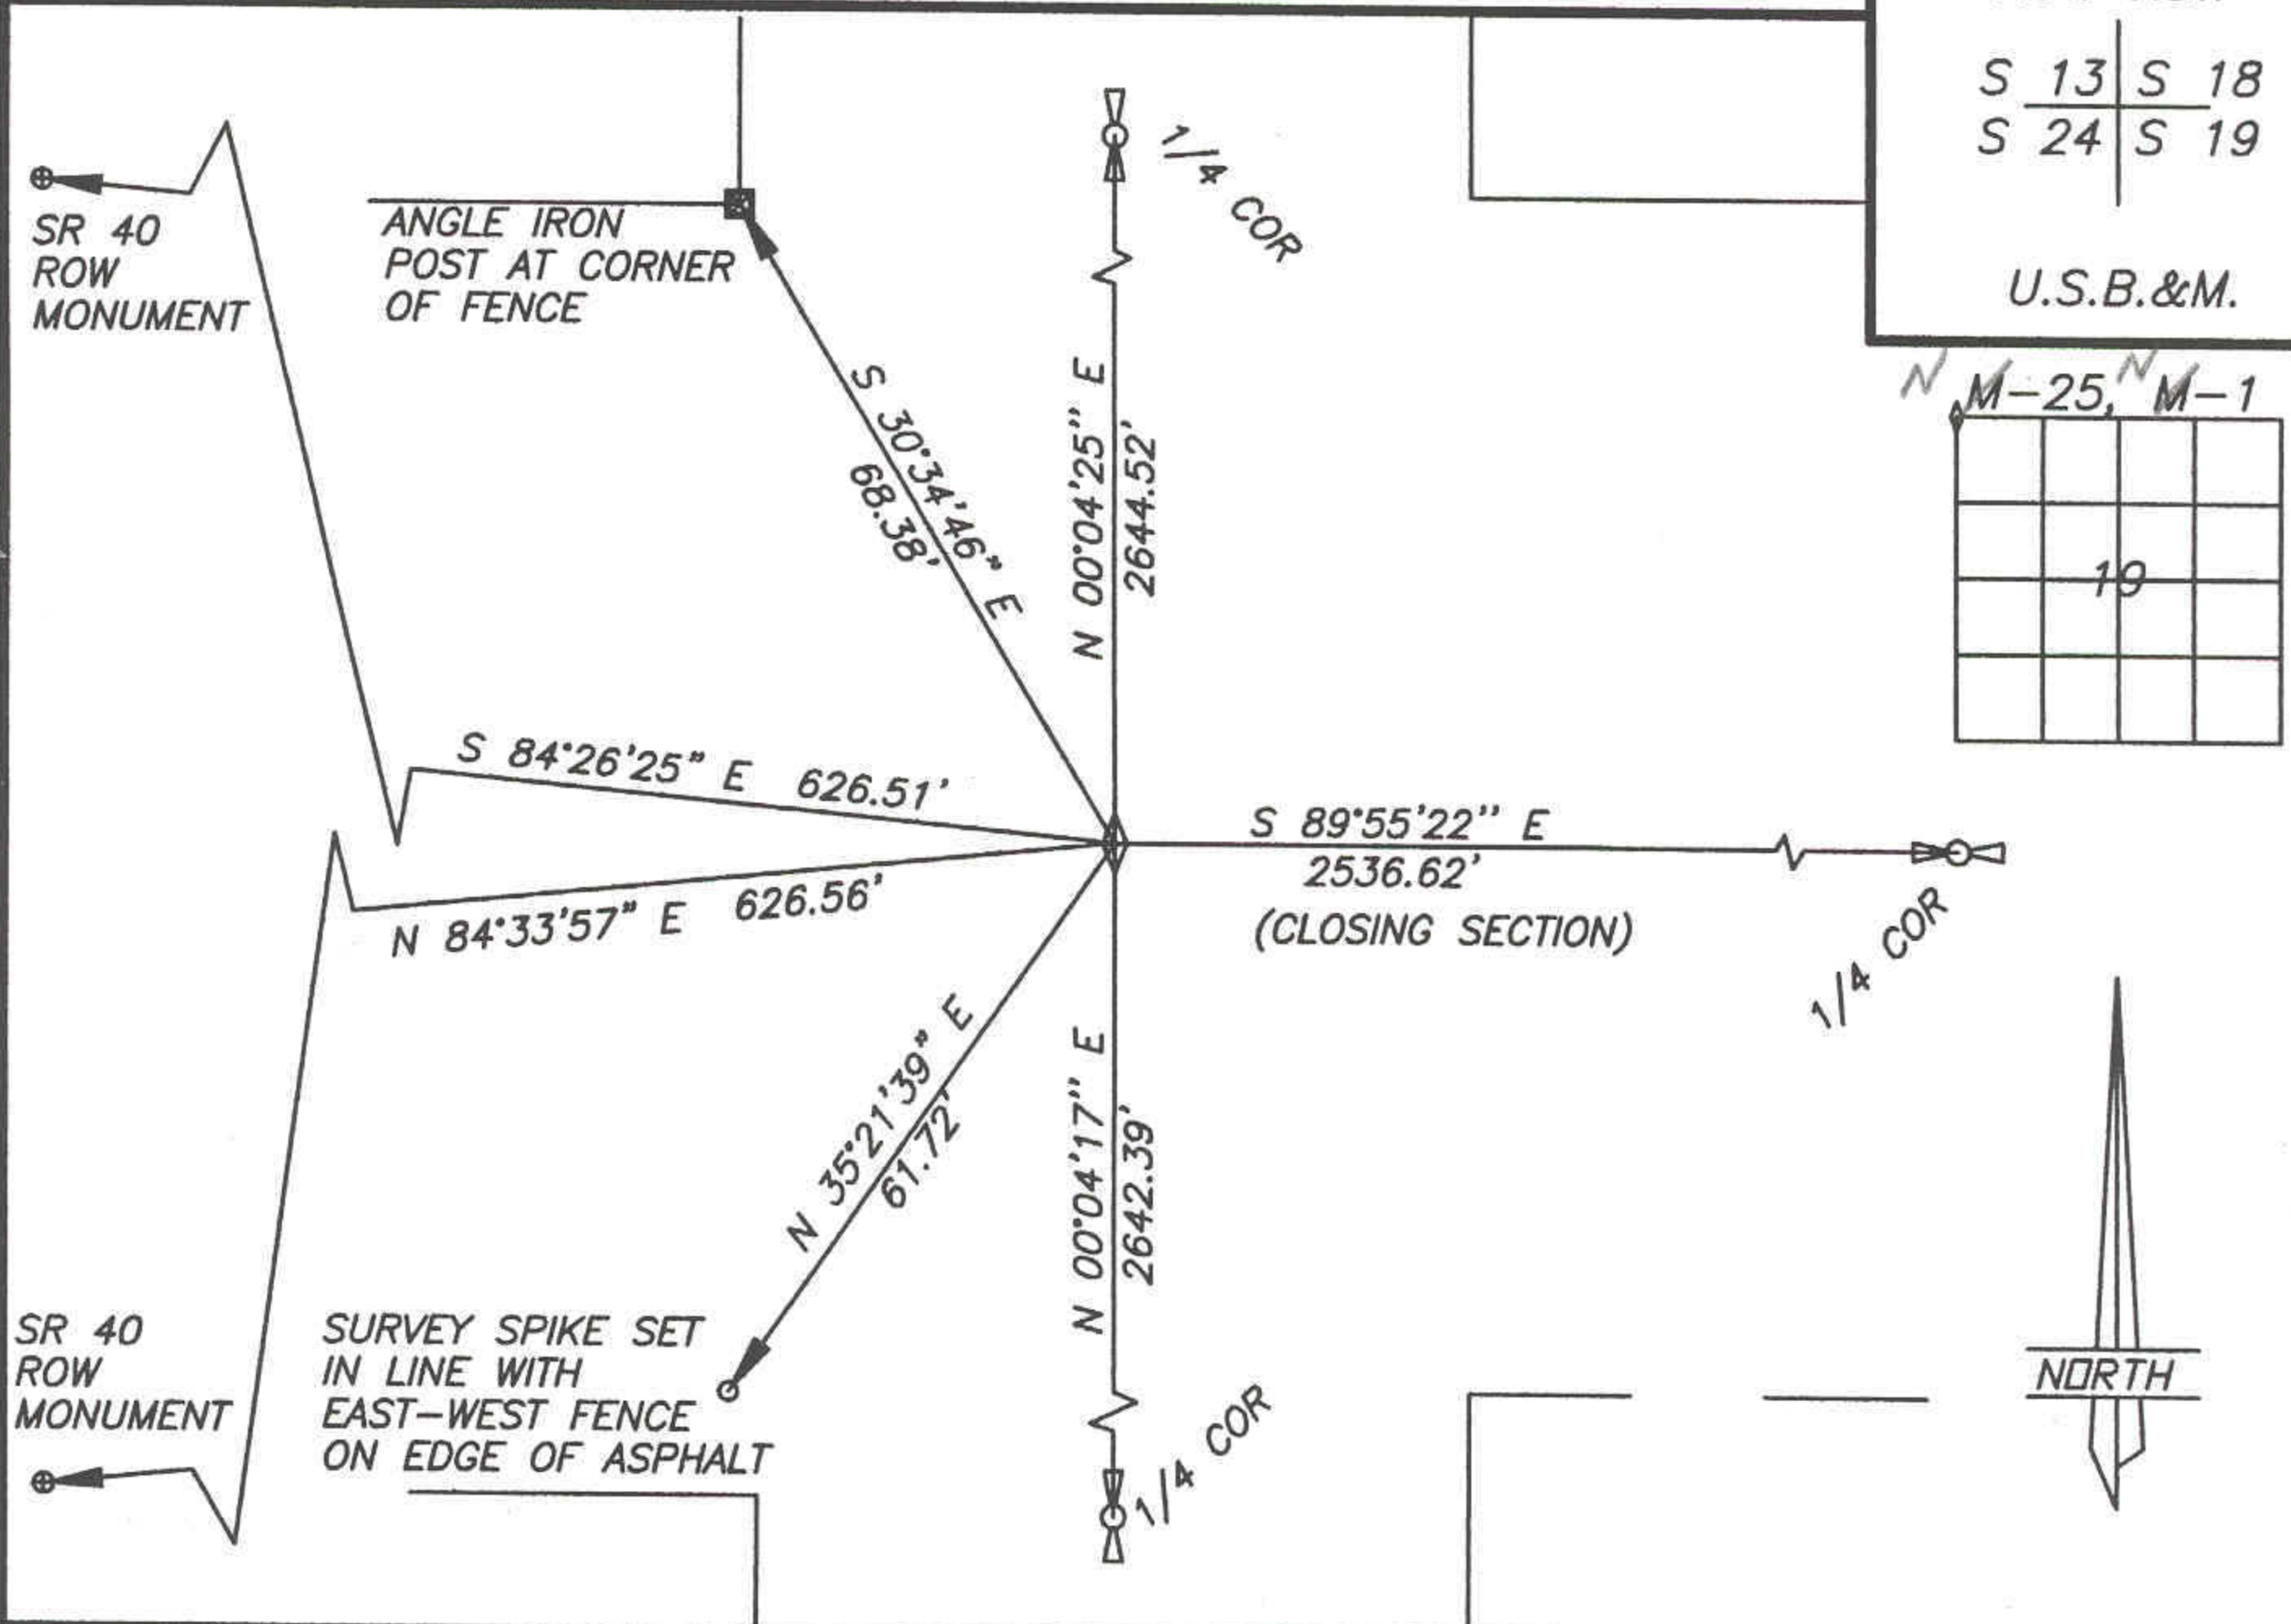 S 13 S 18
S 24 S 19
U.S.B.&M.
N N
M-25, M-1
19
SR 40
ROW
MONUMENT
ANGLE IRON
POST AT CORNER
OF FENCE
1/4 COR
S 30°34'46" E
68.38'
N 00°04'25" E
2644.52'
S 84°26'25" E 626.51'
N 84°33'57" E 626.56'
S 89°55'22" E
2536.62'
(CLOSING SECTION)
1/4 COR
N 35°21'39" E
61.72'
N 00°04'17" E
2642.39'
1/4 COR
SR 40
ROW
MONUMENT
SURVEY SPIKE SET
IN LINE WITH
EAST-WEST FENCE
ON EDGE OF ASPHALT
NORTH